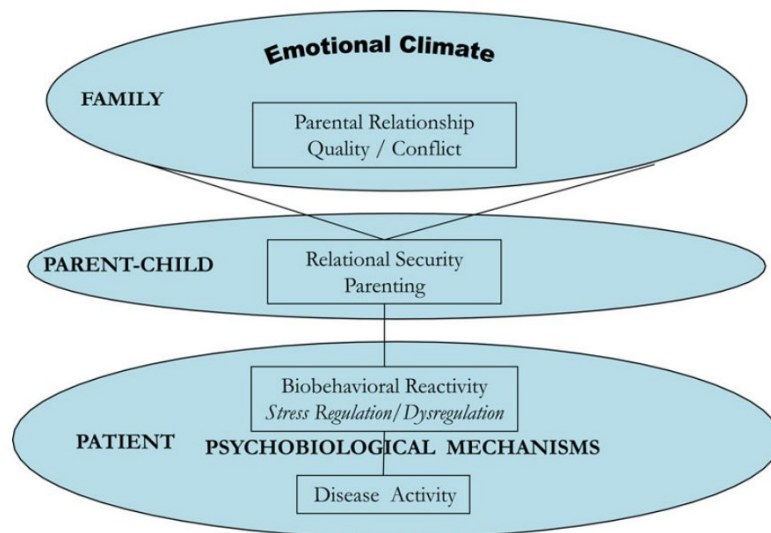 Emotional Climate
FAMILY
Parental Relationship
Quality / Conflict
PARENT-CHILD
Relational Security
Parenting
Biobehavioral Reactivity
Stress Regulation/Dysregulation
PATIENT
PSYCHOBIOLOGICAL MECHANISMS
Disease Activity